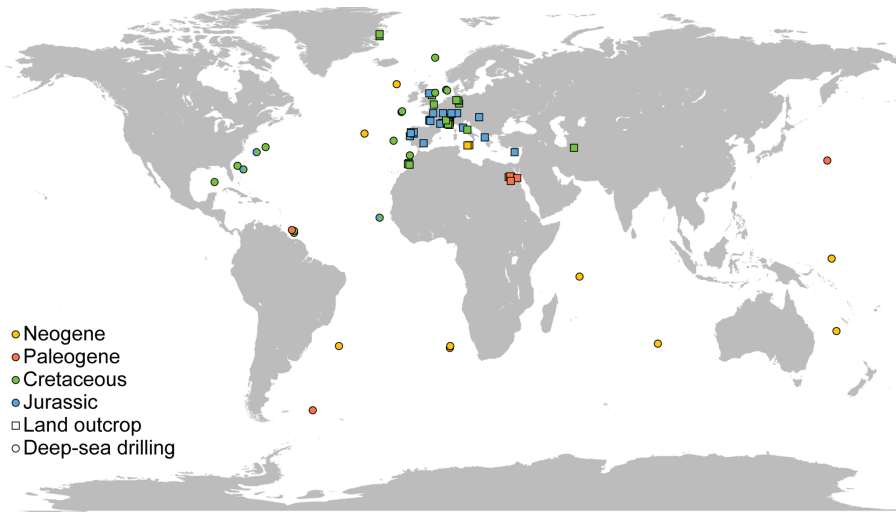 Neogene
Paleogene
Cretaceous
Jurassic
Land outcrop
Deep-sea drilling